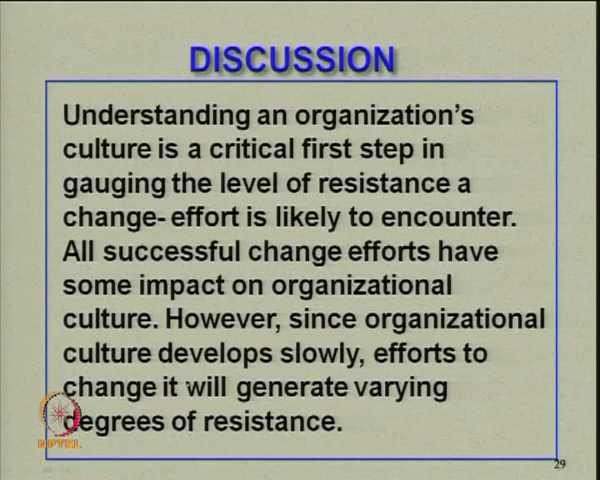 DISCUSSION
Understanding an organization's
culture is a critical first step in
gauging the level of resistance a
change- effort is likely to encounter.
All successful change efforts have
some impact on organizational
culture. However, since organizational
culture develops slowly, efforts to
change it will generate varying
degrees of resistance.
NPTEL
29